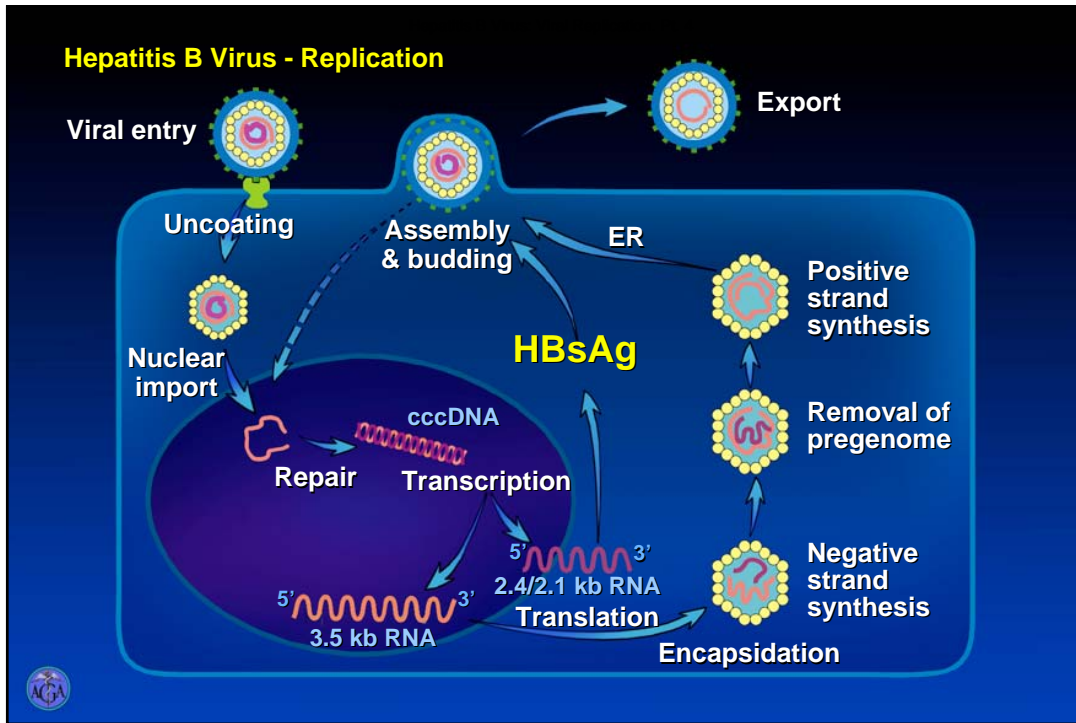 Hepatitis B Virus - Replication
Viral entry
Export
Uncoating
Assembly
& budding
ER
Positive
strand
synthesis
HBsAg
Nuclear
import
cccDNA
Removal of
pregenome
Repair
Transcription
5’ 3’
2.4/2.1 kb RNA
Negative
strand
synthesis
5’ 3’
3.5 kb RNA
Translation
Encapsidation
AGA